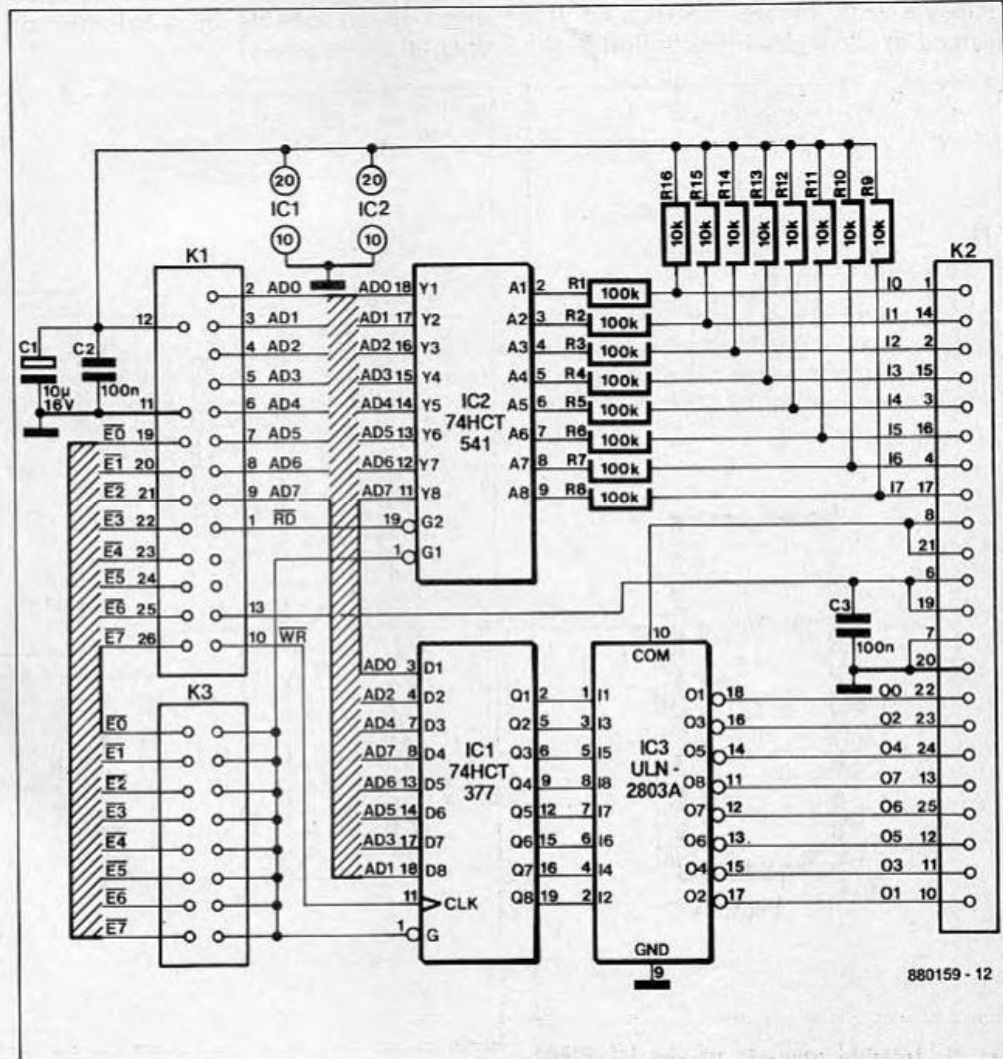 R16
R15
R14
R13
R12
R11
R10
R9
10k
10k
10k
10k
10k
10k
10k
10k
20
20
IC1
IC2
10
10
K1
K2
K3
C1
10µ
16V
C2
100n
12
11
E0 19
E1 20
E2 21
E3 22
E4 23
E5 24
E6 25
E7 26
2 AD0
3 AD1
4 AD2
5 AD3
6 AD4
7 AD5
8 AD6
9 AD7
1 RD
13
10 WR
AD0 18 Y1
AD1 17 Y2
AD2 16 Y3
AD3 15 Y4
AD4 14 Y5
AD5 13 Y6
AD6 12 Y7
AD7 11 Y8
19 G2
1 G1
IC2
74HCT
541
A1 2 R1 100k
A2 3 R2 100k
A3 4 R3 100k
A4 5 R4 100k
A5 6 R5 100k
A6 7 R6 100k
A7 8 R7 100k
A8 9 R8 100k
I0 1
I1 14
I2 2
I3 15
I4 3
I5 16
I6 4
I7 17
8
21
6
19
7
20
C3
100n
E0
E1
E2
E3
E4
E5
E6
E7
AD0 3 D1
AD2 4 D2
AD4 7 D3
AD7 8 D4
AD6 13 D5
AD5 14 D6
AD3 17 D7
AD1 18 D8
11 CLK
1 G
IC1
74HCT
377
Q1 2 1 I1
Q2 5 3 I3
Q3 6 5 I5
Q4 9 8 I8
Q5 12 7 I7
Q6 15 6 I6
Q7 16 4 I4
Q8 19 2 I2
10
COM
IC3
ULN -
2803A
GND
9
O1 18
O3 16
O5 14
O8 11
O7 12
O6 13
O4 15
O2 17
O0 22
O2 23
O4 24
O7 13
O6 25
O5 12
O3 11
O1 10
880159 - 12